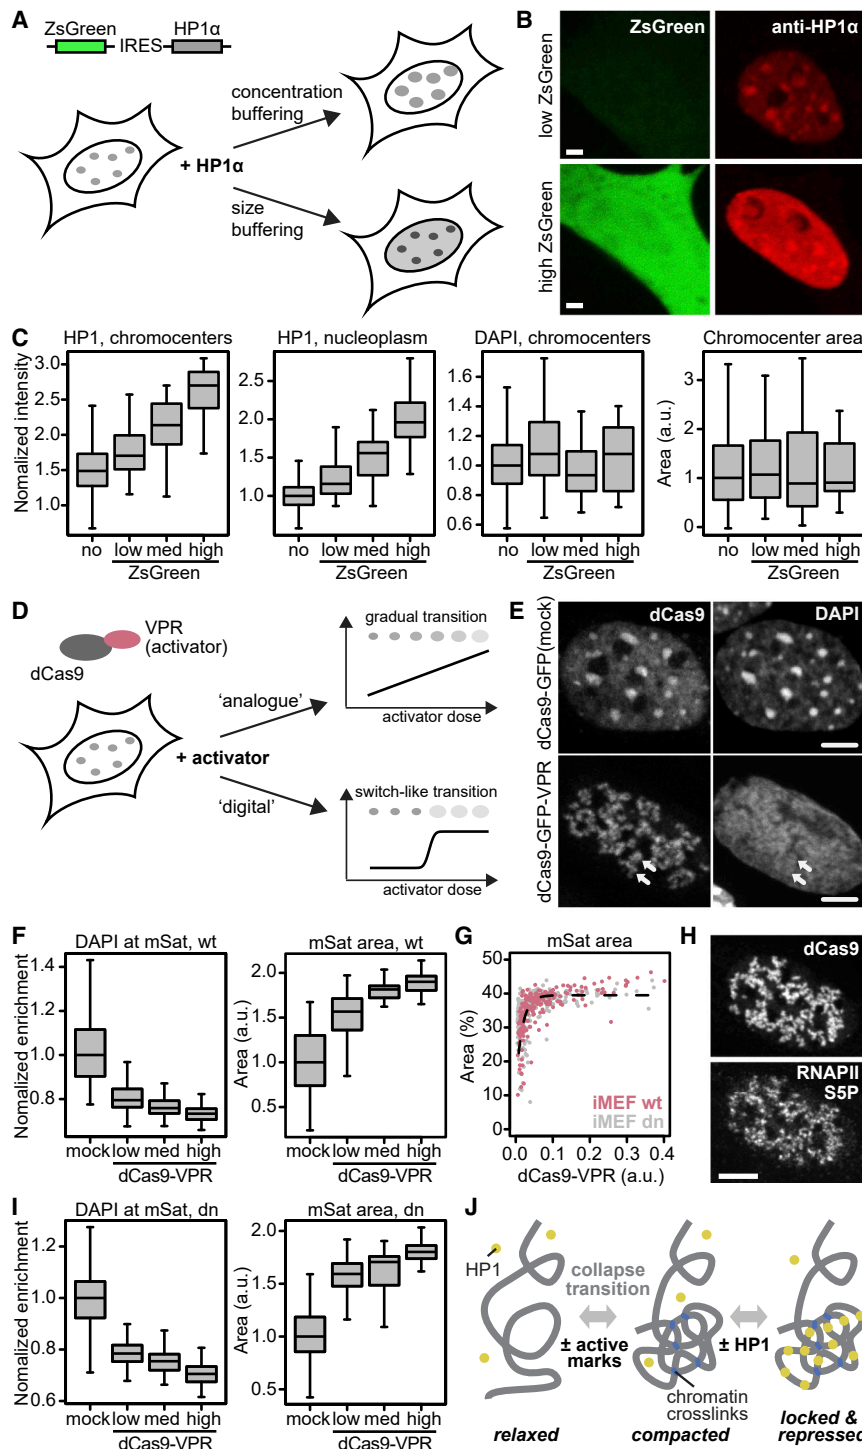 A
ZsGreen
IRES
HP1α
concentration
buffering
+ HP1α
size
buffering
B
ZsGreen
anti-HP1α
low ZsGreen
high ZsGreen
C
HP1, chromocenters
HP1, nucleoplasm
DAPI, chromocenters
Chromocenter area
Nomalized intensity
3.0
2.5
2.0
1.5
1.0
no
low
med
high
ZsGreen
2.5
2.0
1.5
1.0
no
low
med
high
ZsGreen
1.6
1.4
1.2
1.0
0.8
0.6
no
low
med
high
ZsGreen
Area (a.u.)
3
2
1
0
no
low
med
high
ZsGreen
D
VPR
(activator)
dCas9
'analogue'
+ activator
'digital'
gradual transition
activator dose
switch-like transition
activator dose
E
dCas9
DAPI
dCas9-GFP(mock)
dCas9-GFP-VPR
F
DAPI at mSat, wt
Normalized enrichment
1.4
1.2
1.0
0.8
mock
low
med
high
dCas9-VPR
mSat area, wt
Area (a.u.)
2.0
1.5
1.0
0.5
mock
low
med
high
dCas9-VPR
G
mSat area
Area (%)
50
40
30
20
10
0
iMEF wt
iMEF dn
0.0
0.1
0.2
0.3
0.4
dCas9-VPR (a.u.)
H
dCas9
RNAPII
S5P
I
DAPI at mSat, dn
Normalized enrichment
1.2
1.0
0.8
0.6
mock
low
med
high
dCas9-VPR
mSat area, dn
Area (a.u.)
2.0
1.5
1.0
0.5
mock
low
med
high
dCas9-VPR
J
HP1
collapse
transition
± active
marks
± HP1
chromatin
crosslinks
relaxed
compacted
locked &
repressed